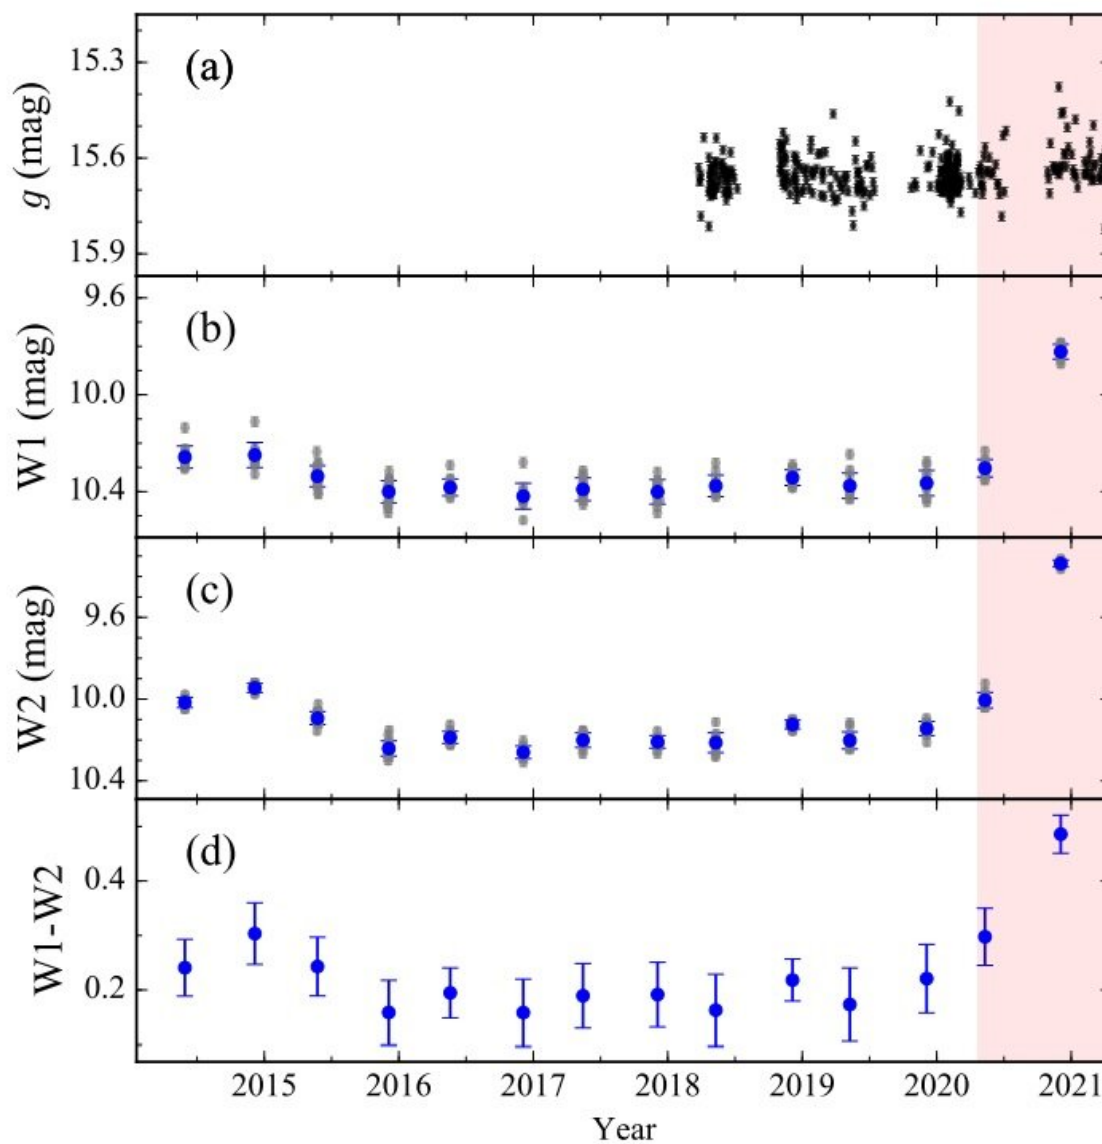 (a)
g (mag)
15.3
15.6
15.9
(b)
W1 (mag)
9.6
10.0
10.4
(c)
W2 (mag)
9.6
10.0
10.4
(d)
W1-W2
0.4
0.2
2015 2016 2017 2018 2019 2020 2021
Year